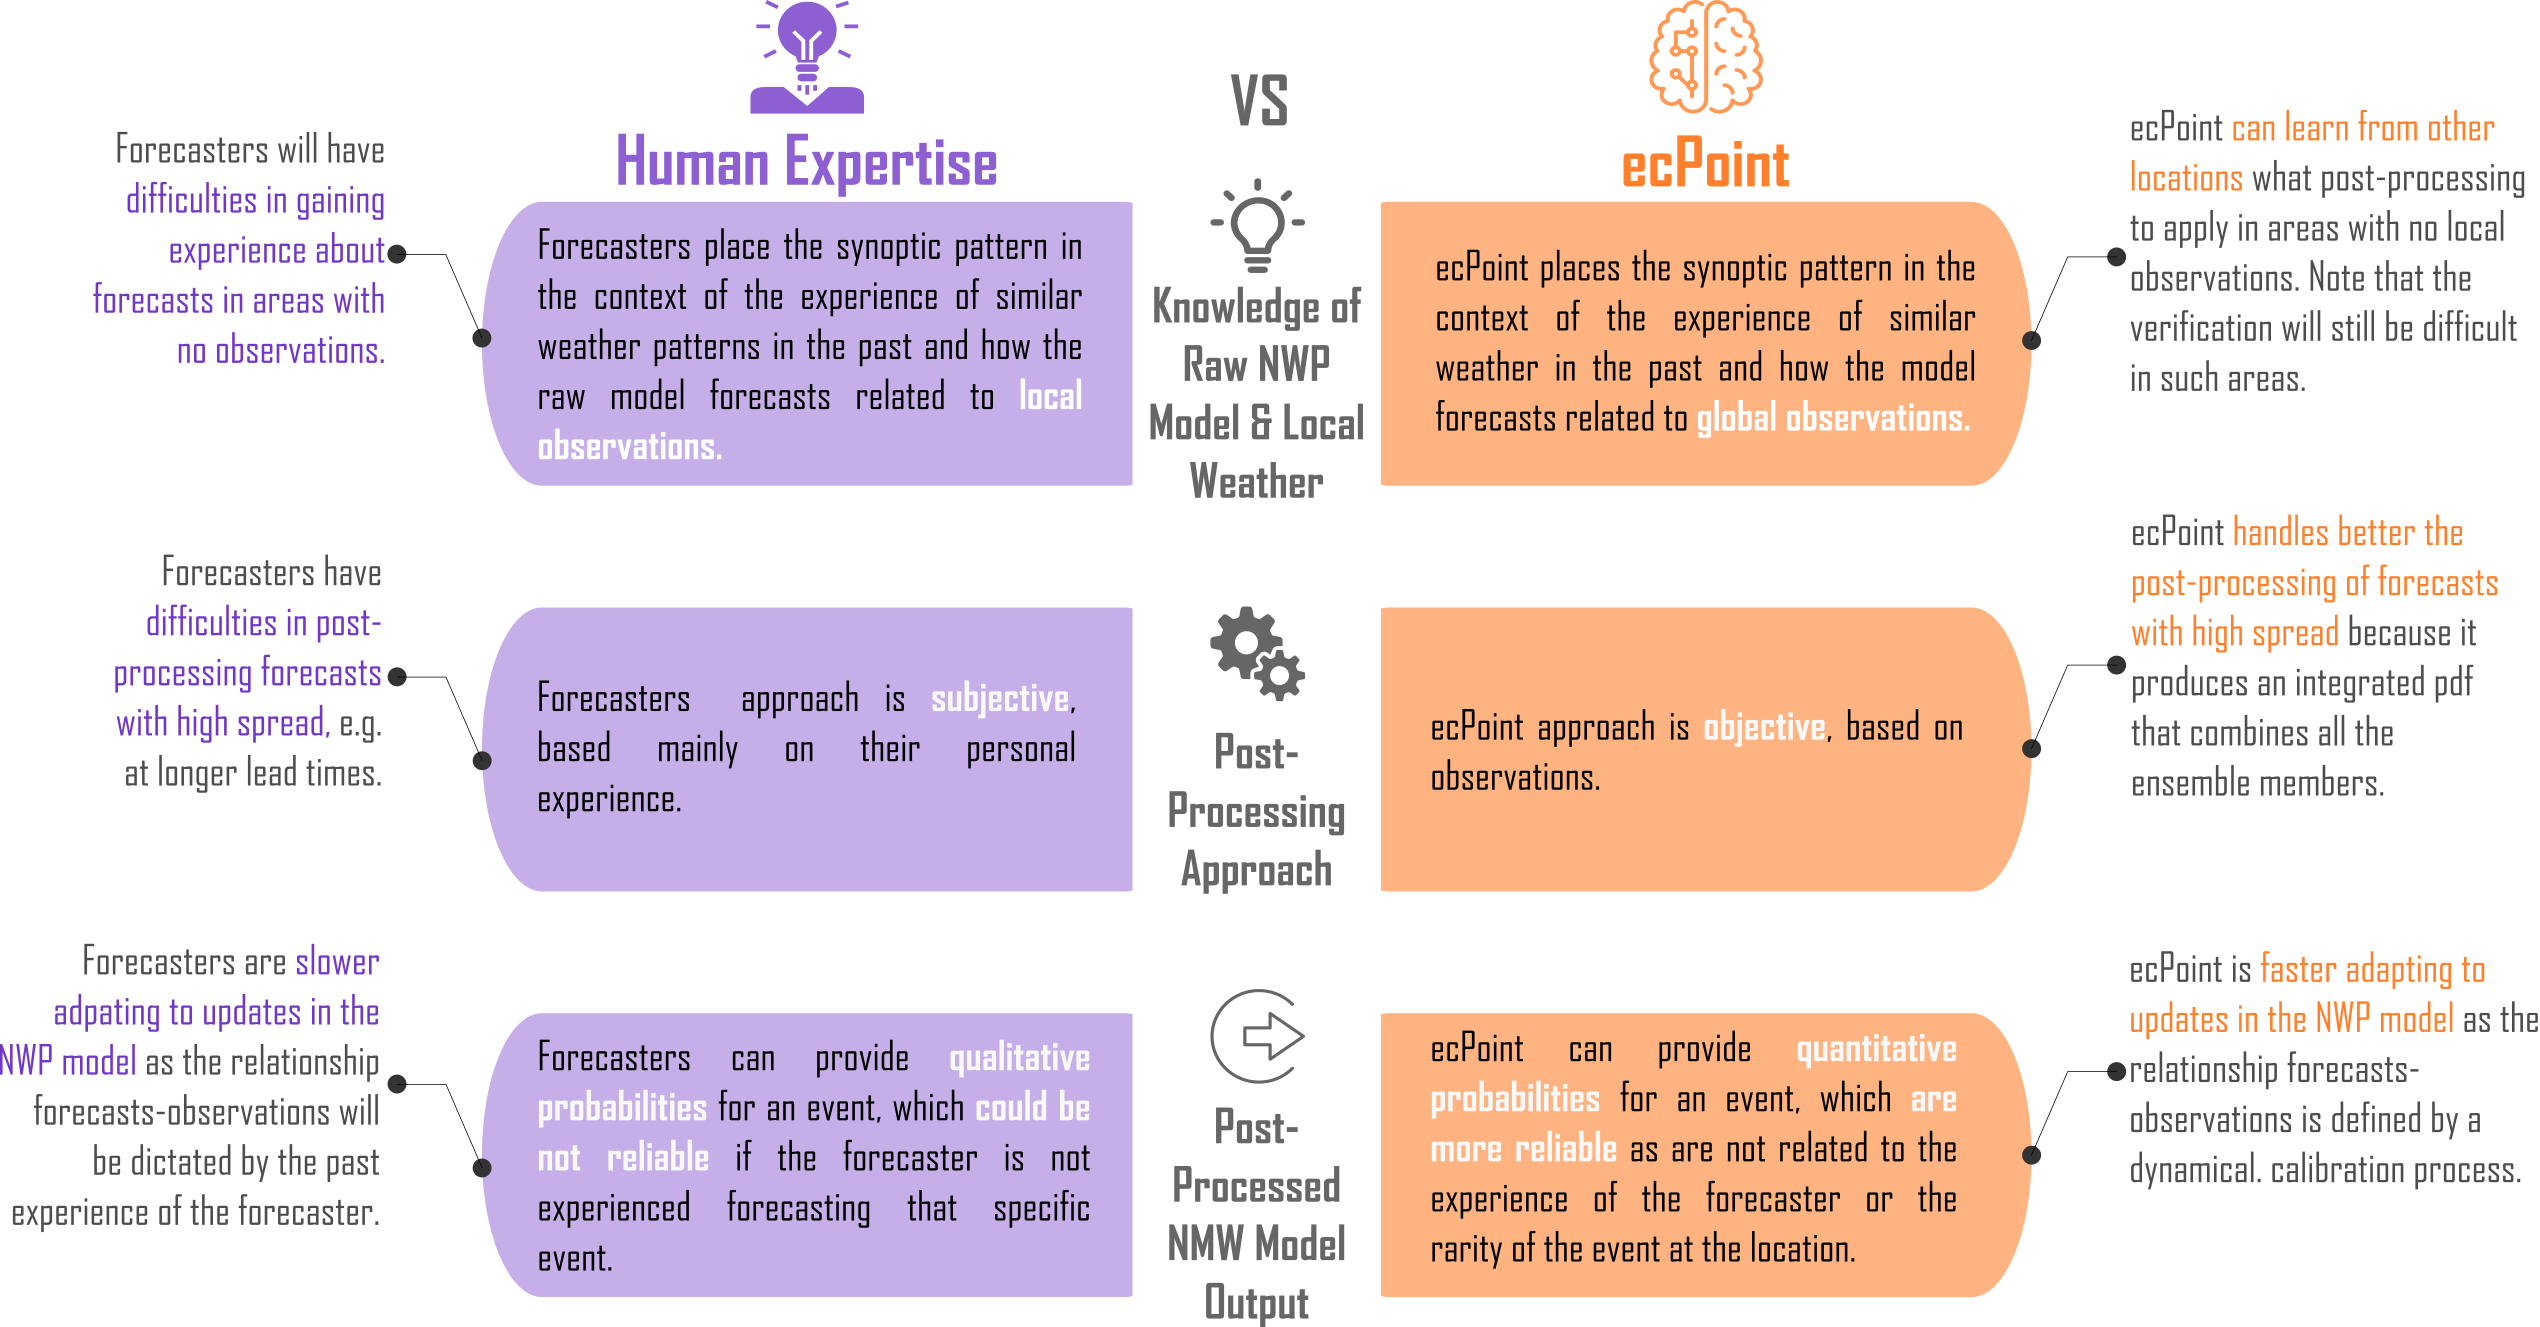 VS
Human Expertise
ecPoint
Forecasters will have
difficulties in gaining
experience about
forecasts in areas with
no observations.
Forecasters place the synoptic pattern in
the context of the experience of similar
weather patterns in the past and how the
raw model forecasts related to local
observations.
Knowledge of
Raw NWP
Model & Local
Weather
ecPoint places the synoptic pattern in the
context of the experience of similar
weather in the past and how the model
forecasts related to global observations.
ecPoint can learn from other
locations what post-processing
to apply in areas with no local
observations. Note that the
verification will still be difficult
in such areas.
Forecasters have
difficulties in post-
processing forecasts
with high spread, e.g.
at longer lead times.
Forecasters approach is subjective,
based mainly on their personal
experience.
Post-
Processing
Approach
ecPoint approach is objective, based on
observations.
ecPoint handles better the
post-processing of forecasts
with high spread because it
produces an integrated pdf
that combines all the
ensemble members.
Forecasters are slower
adpating to updates in the
NWP model as the relationship
forecasts-observations will
be dictated by the past
experience of the forecaster.
Forecasters can provide qualitative
probabilities for an event, which could be
not reliable if the forecaster is not
experienced forecasting that specific
event.
Post-
Processed
NMW Model
Output
ecPoint can provide quantitative
probabilities for an event, which are
more reliable as are not related to the
experience of the forecaster or the
rarity of the event at the location.
ecPoint is faster adapting to
updates in the NWP model as the
relationship forecasts-
observations is defined by a
dynamical. calibration process.